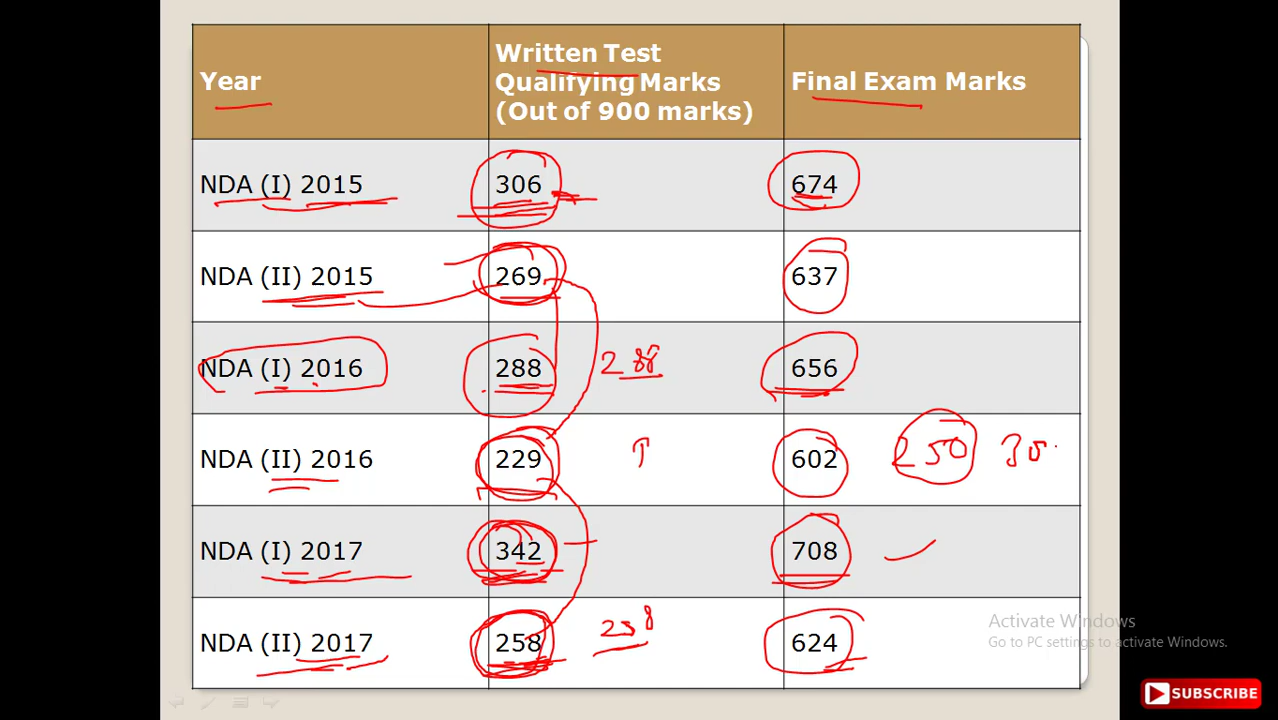 Year
Written Test
Qualifying Marks
(Out of 900 marks)
Final Exam Marks
NDA (I) 2015 306 674
NDA (II) 2015 269 637
NDA (I) 2016 288 656
288
NDA (II) 2016 229 602
250
NDA (I) 2017 342 708
NDA (II) 2017 258 624
258
Activate Windows
Go to PC settings to activate Windows.
SUBSCRIBE